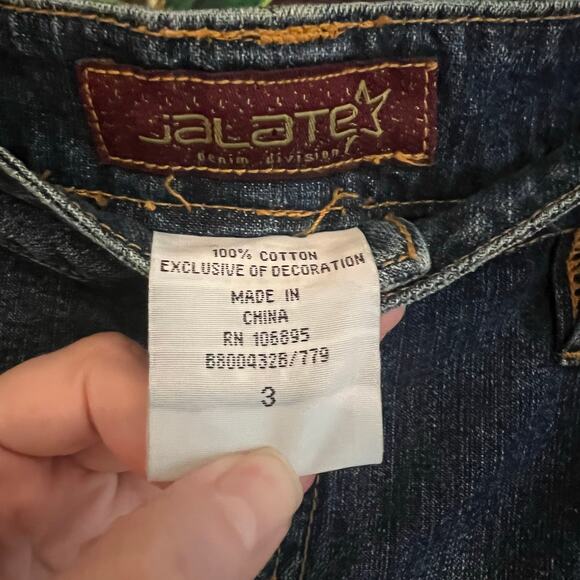 JALATE
denim division
100% COTTON
EXCLUSIVE OF DECORATION
MADE IN
CHINA
RN 106895
B800Q32B/779
3